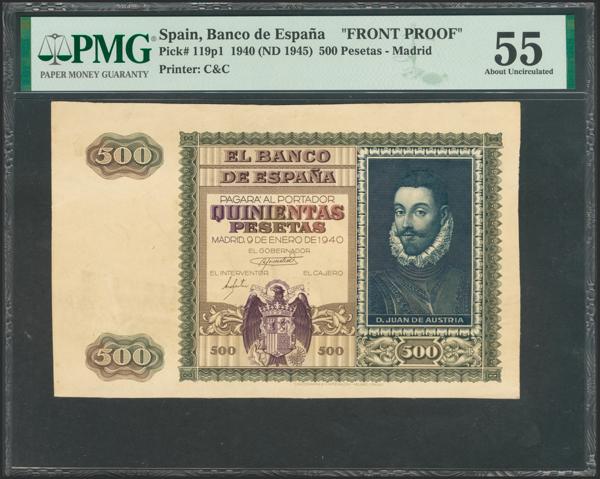 PMG
PAPER MONEY GUARANTY
Spain, Banco de España "FRONT PROOF"
Pick# 119p1 1940 (ND 1945) 500 Pesetas - Madrid
Printer: C&C
55
About Uncirculated
500
EL BANCO
DE ESPAÑA
PAGARÁ AL PORTADOR
QUINIENTAS
PESETAS
MADRID, 9 DE ENERO DE 1940
EL GOBERNADOR
EL INTERVENTOR EL CAJERO
D. JUAN DE AUSTRIA
500
500 500
500